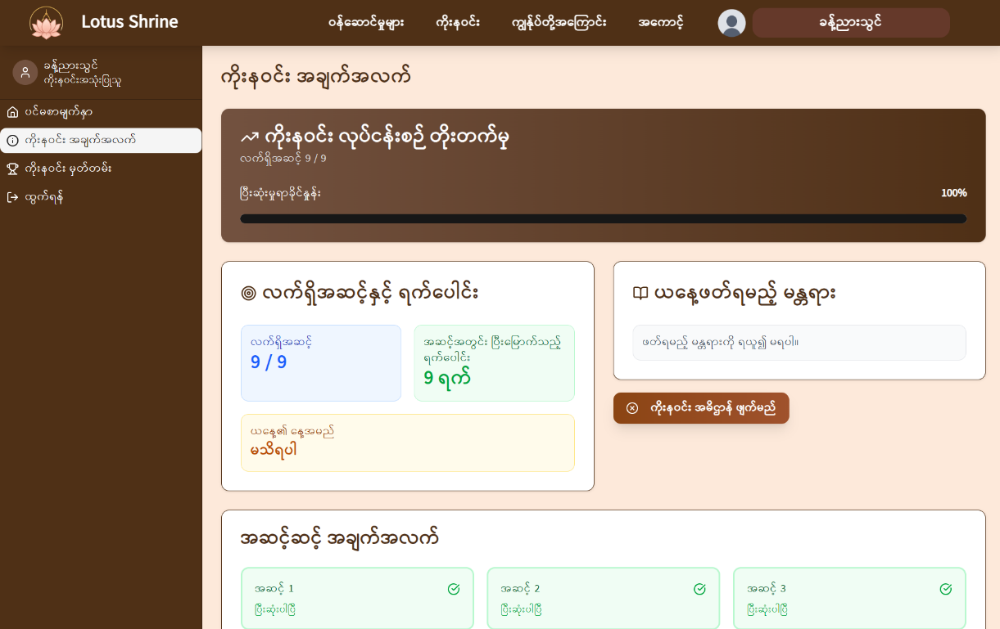 Lotus Shrine
ဝန်ဆောင်မှုများ
ကိုးနဝင်း
ကျွန်ုပ်တို့အကြောင်း
အကောင့်
ခန့်ညားသွင်
ခန့်ညားသွင်
ကိုးနဝင်းအသုံးပြုသူ
ပင်မစာမျက်နှာ
ကိုးနဝင်း အချက်အလက်
ကိုးနဝင်း မှတ်တမ်း
ထွက်ရန်
ကိုးနဝင်း အချက်အလက်
ကိုးနဝင်း လုပ်ငန်းစဉ် တိုးတက်မှု
လက်ရှိအဆင့် 9 / 9
ပြီးဆုံးမှုရာခိုင်နှုန်း
100%
လက်ရှိအဆင့်နှင့် ရက်ပေါင်း
လက်ရှိအဆင့်
9 / 9
အဆင့်အတွင်း ပြီးမြောက်သည့်
ရက်ပေါင်း
9 ရက်
ယနေ့၏ နေ့အမည်
မသိရပါ
ယနေ့ဖတ်ရမည့် မန္တရား
ဖတ်ရမည့် မန္တရားကို ရယူ၍ မရပါ။
ကိုးနဝင်း အဓိဌာန် ဖျက်မည်
အဆင့်ဆင့် အချက်အလက်
အဆင့် 1
ပြီးဆုံးပါပြီ
အဆင့် 2
ပြီးဆုံးပါပြီ
အဆင့် 3
ပြီးဆုံးပါပြီ